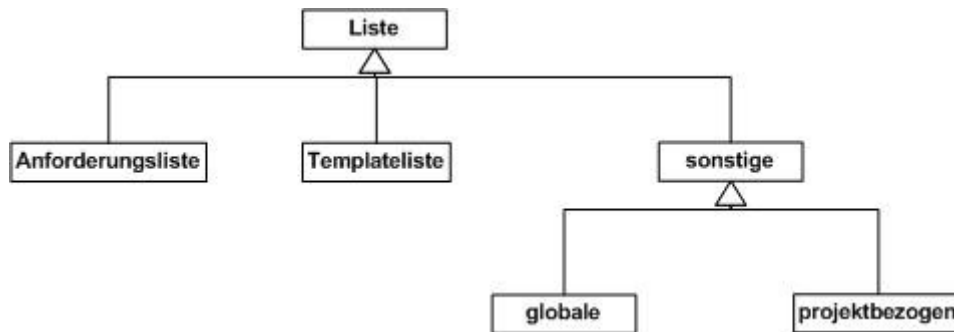 Liste
Anforderungsliste
Templateliste
sonstige
globale
projektbezogen